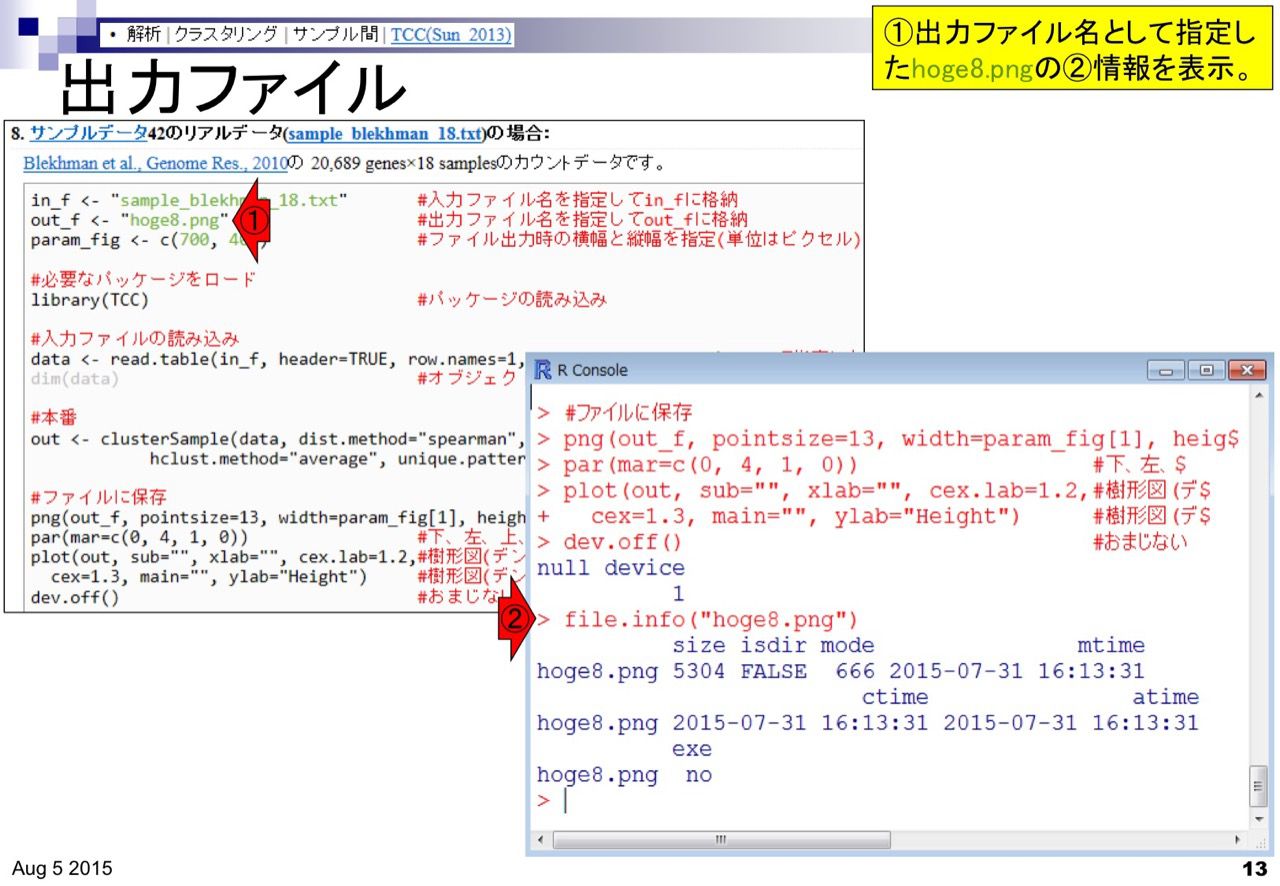 • 解析 | クラスタリング | サンプル間 | TCC(Sun_2013)
①出力ファイル名として指定し
たhoge8.pngの②情報を表示。
出力ファイル
8. サンプルデータ42のリアルデータ(sample_blekhman_18.txt)の場合:
Blekhman et al., Genome Res., 2010の 20,689 genes×18 samplesのカウントデータです。
in_f <- "sample_blekhm _18.txt" #入力ファイル名を指定してin_fに格納
out_f <- "hoge8.png" #出力ファイル名を指定してout_fに格納
①
param_fig <- c(700, 4 ) #ファイル出力時の横幅と縦幅を指定(単位はピクセル)
#必要なパッケージをロード
library(TCC) #パッケージの読み込み
#入力ファイルの読み込み
data <- read.table(in_f, header=TRUE, row.names=1,
dim(data) #オブジェク
#本番
out <- clusterSample(data, dist.method="spearman",
hclust.method="average", unique.patter
#ファイルに保存
png(out_f, pointsize=13, width=param_fig[1], heigh
par(mar=c(0, 4, 1, 0)) #下、左、上、
plot(out, sub="", xlab="", cex.lab=1.2,#樹形図(デン
cex=1.3, main="", ylab="Height") #樹形図(デン
dev.off() #おまじない
R Console
> #ファイルに保存
> png(out_f, pointsize=13, width=param_fig[1], heig$
> par(mar=c(0, 4, 1, 0)) #下、左、$
> plot(out, sub="", xlab="", cex.lab=1.2,#樹形図(デ$
+ cex=1.3, main="", ylab="Height") #樹形図(デ$
> dev.off() #おまじない
null device
1
②
> file.info("hoge8.png")
size isdir mode mtime
hoge8.png 5304 FALSE 666 2015-07-31 16:13:31
ctime atime
hoge8.png 2015-07-31 16:13:31 2015-07-31 16:13:31
exe
hoge8.png no
>
Aug 5 2015
13